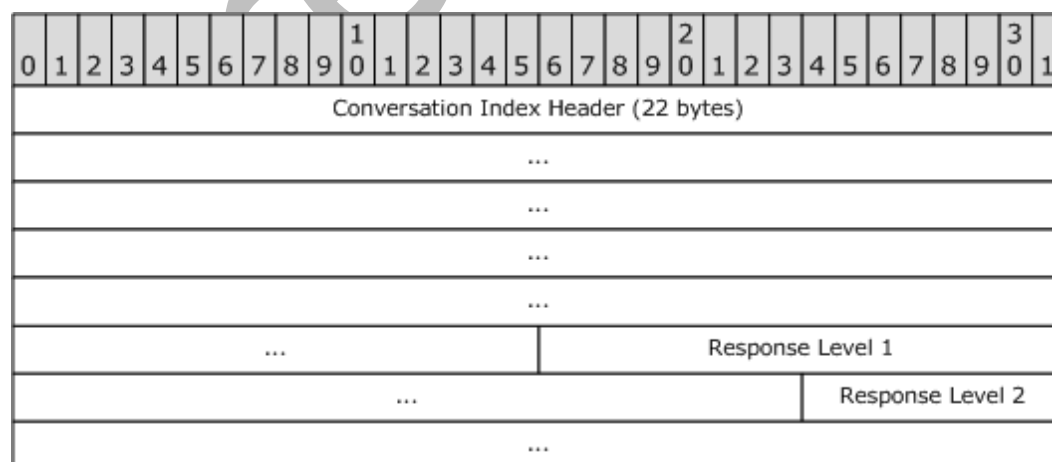 1 2 3
0 1 2 3 4 5 6 7 8 9 0 1 2 3 4 5 6 7 8 9 0 1 2 3 4 5 6 7 8 9 0 1
Conversation Index Header (22 bytes)
...
...
...
...
... Response Level 1
... Response Level 2
...